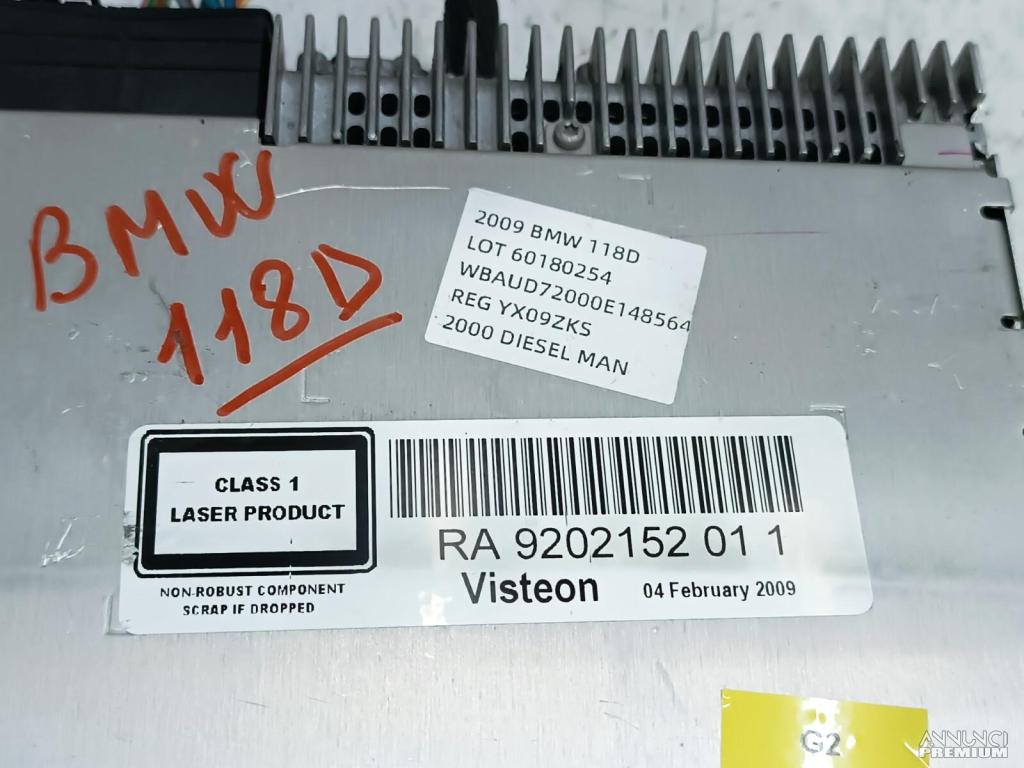 BMW
118D
2009 BMW 118D
LOT 60180254
WBAUD72000E148564
REG YX09ZKS
2000 DIESEL MAN
CLASS 1
LASER PRODUCT
NON-ROBUST COMPONENT
SCRAP IF DROPPED
RA 9202152 01 1
Visteon 04 February 2009
G2
ANNUNCI
PREMIUM